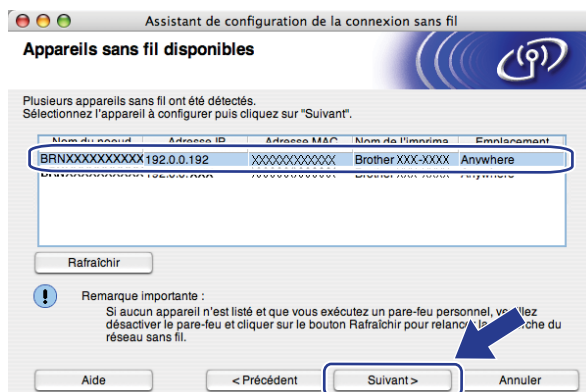 Assistant de configuration de la connexion sans fil
Appareils sans fil disponibles
Plusieurs appareils sans fil ont été détectés.
Sélectionnez l'appareil à configurer puis cliquez sur "Suivant".
Nom du noeud Adresse IP Adresse MAC Nom de l'imprima Emplacement
BRNXXXXXXXXXX 192.0.0.192 XXXXXXXXXXXX Brother XXX-XXXX Anywhere
Rafraîchir
Remarque importante :
Si aucun appareil n'est listé et que vous exécutez un pare-feu personnel,
désactiver le pare-feu et cliquer sur le bouton Rafraîchir pour
réseau sans fil.
Aide
< Précédent
Suivant >
Annuler